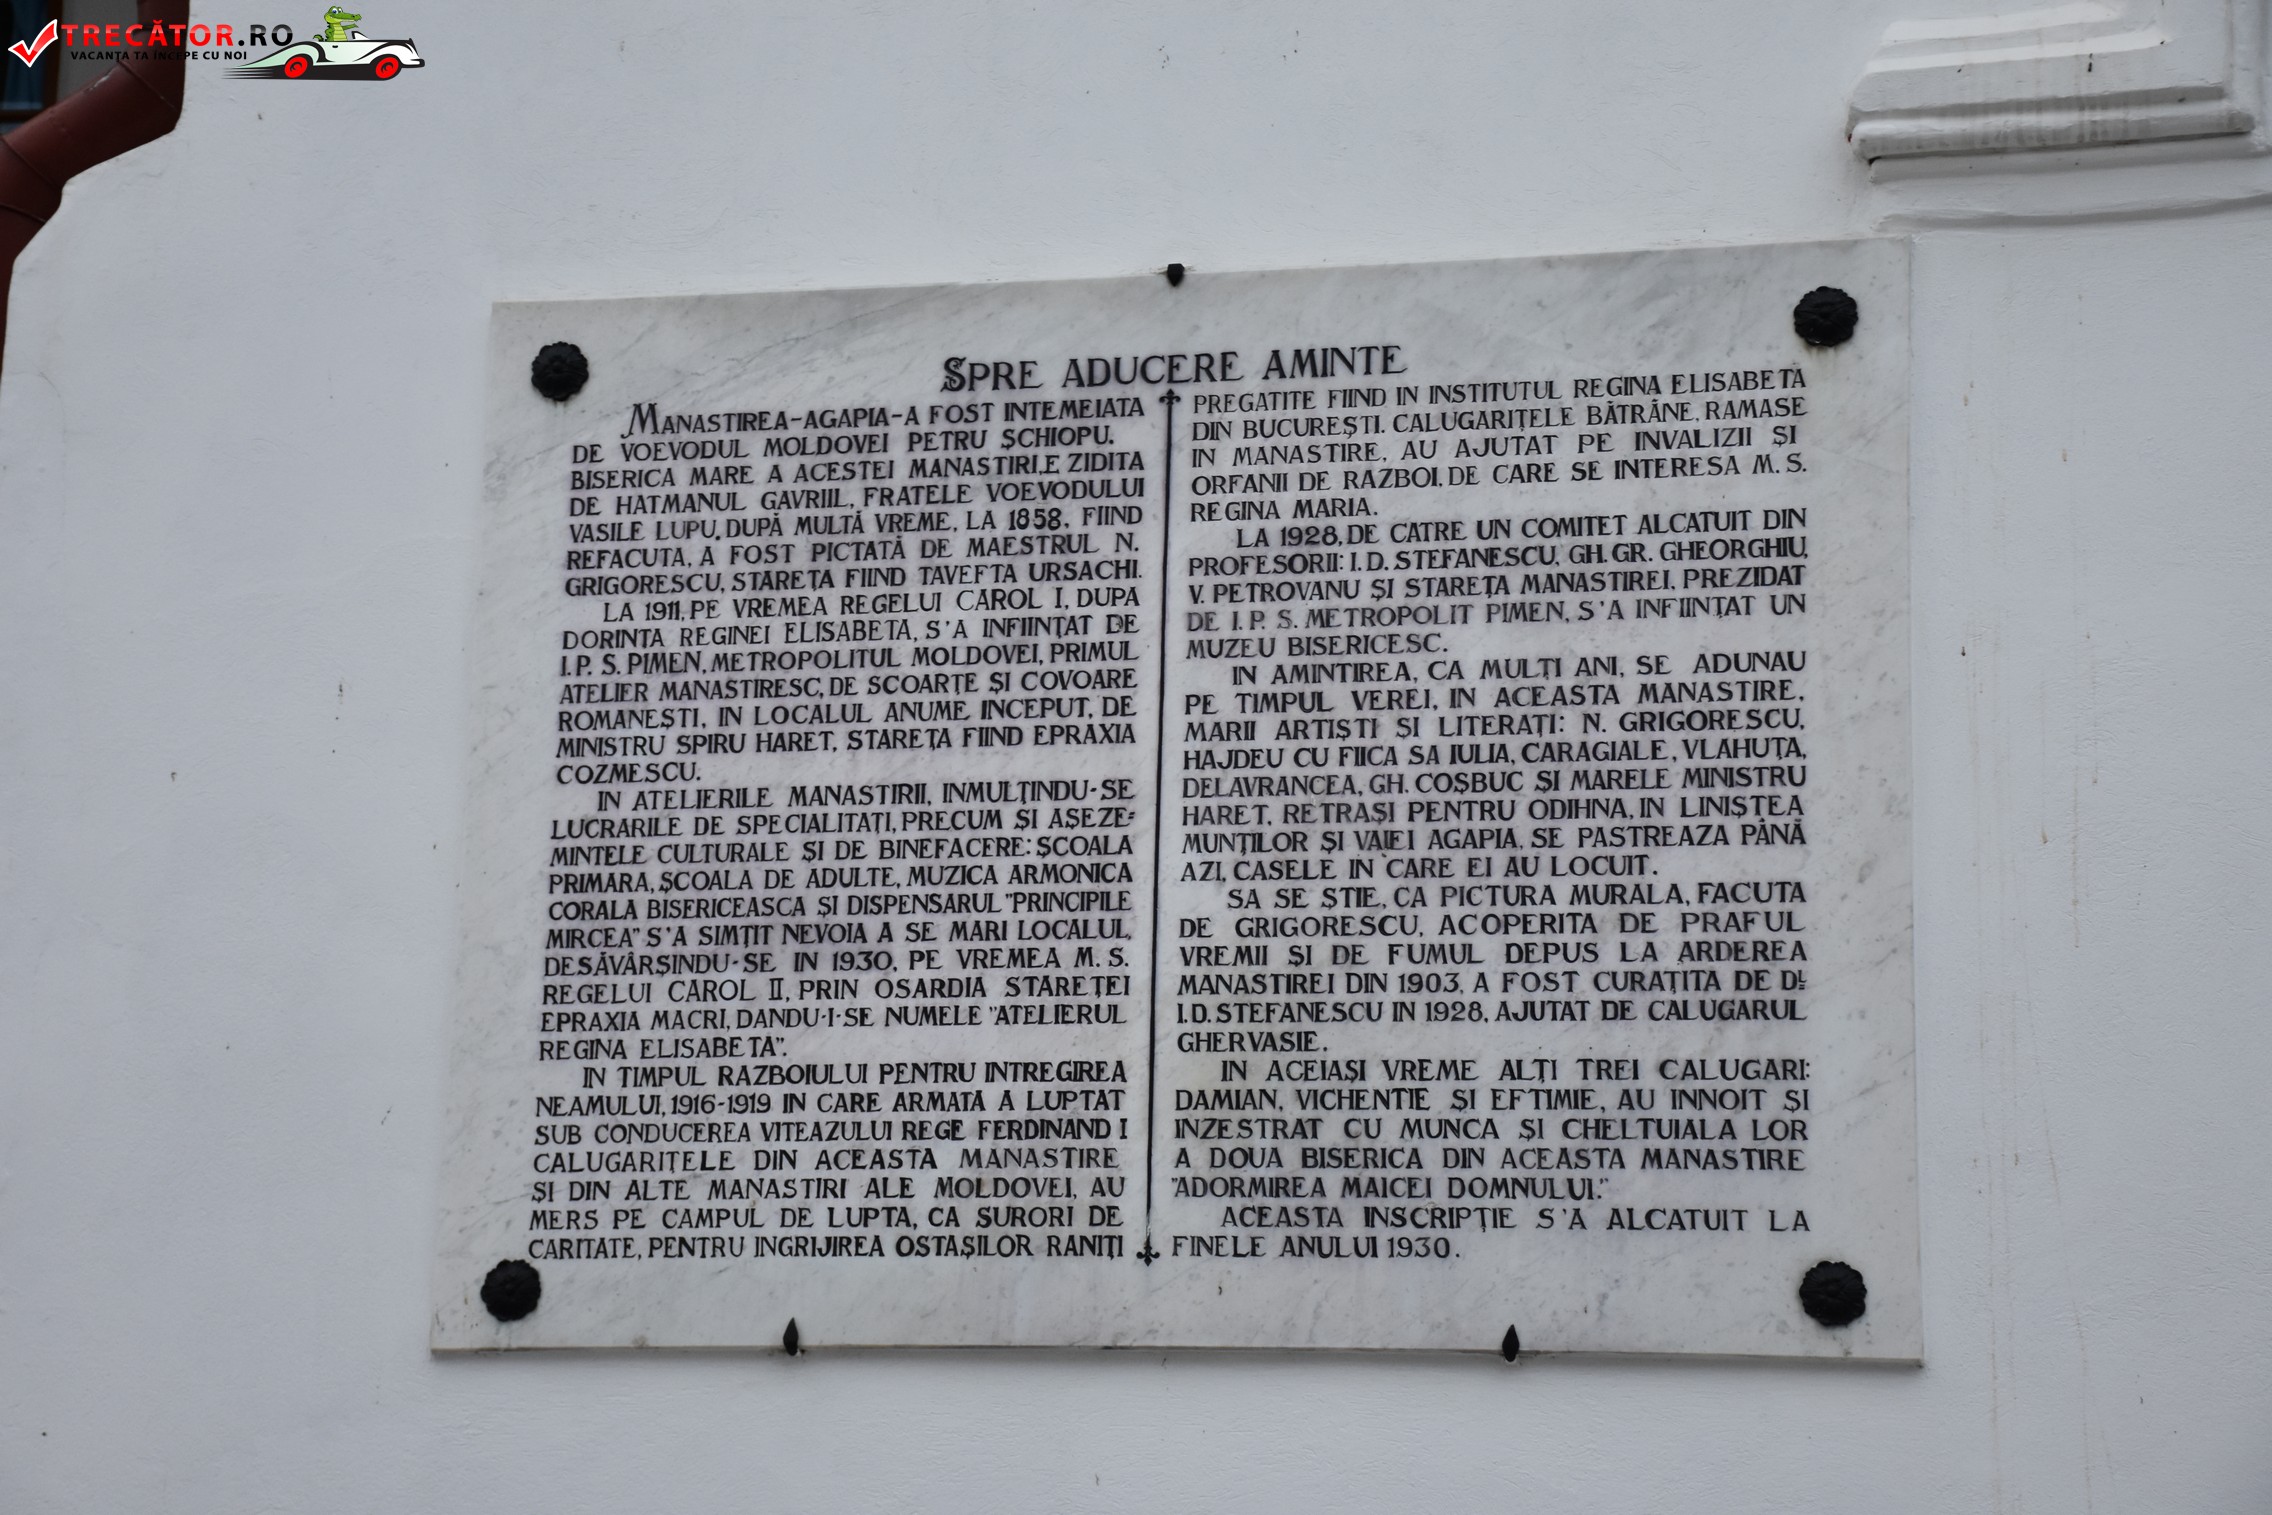 TRECĂTOR.RO
VACANȚA TA ÎNCEPE CU NOI
SPRE ADUCERE AMINTE
MANASTIREA-AGAPIA-A FOST INTEMEIATA
DE VOEVODUL MOLDOVEI PETRU ȘCHIOPU.
BISERICA MARE A ACESTEI MANASTIRI,E ZIDITA
DE HATMANUL GAVRIIL, FRATELE VOEVODULUI
VASILE LUPU. DUPĂ MULTĂ VREME, LA 1858, FIIND
REFACUTA, A FOST PICTATĂ DE MAESTRUL N.
GRIGORESCU, STAREȚA FIIND TAVEFTA URSACHI.
LA 1911, PE VREMEA REGELUI CAROL I, DUPA
DORINȚA REGINEI ELISABETA, S'A INFIINȚAT DE
I.P. S. PIMEN, METROPOLITUL MOLDOVEI, PRIMUL
ATELIER MANASTIRESC, DE SCOARȚE ȘI COVOARE
ROMANEȘTI, IN LOCALUL ANUME INCEPUT, DE
MINISTRU SPIRU HARET, STAREȚA FIIND EPRAXIA
COZMESCU.
IN ATELIERILE MANASTIRII, INMULȚINDU-SE
LUCRARILE DE SPECIALITAȚI, PRECUM ȘI AȘEZE=
MINTELE CULTURALE ȘI DE BINEFACERE: ȘCOALA
PRIMARA, ȘCOALA DE ADULTE, MUZICA ARMONICA
CORALA BISERICEASCA ȘI DISPENSARUL "PRINCIPILE
MIRCEA" S'A SIMȚIT NEVOIA A SE MARI LOCALUL,
DESĂVÂRȘINDU-SE IN 1930, PE VREMEA M. S.
REGELUI CAROL II, PRIN OSARDIA STAREȚEI
EPRAXIA MACRI, DANDU-I-SE NUMELE "ATELIERUL
REGINA ELISABETA".
IN TIMPUL RAZBOIULUI PENTRU INTREGIREA
NEAMULUI, 1916-1919 IN CARE ARMATA A LUPTAT
SUB CONDUCEREA VITEAZULUI REGE FERDINAND I
CALUGARIȚELE DIN ACEASTA MANASTIRE
ȘI DIN ALTE MANASTIRI ALE MOLDOVEI, AU
MERS PE CAMPUL DE LUPTA, CA SURORI DE
CARITATE, PENTRU INGRIJIREA OSTAȘILOR RANIȚI
PREGATITE FIIND IN INSTITUTUL REGINA ELISABETA
DIN BUCUREȘTI. CALUGARIȚELE BĂTRÂNE, RAMASE
IN MANASTIRE, AU AJUTAT PE INVALIZII ȘI
ORFANII DE RAZBOI, DE CARE SE INTERESA M. S.
REGINA MARIA.
LA 1928, DE CATRE UN COMITET ALCATUIT DIN
PROFESORII: I. D. STEFANESCU, GH. GR. GHEORGHIU,
V. PETROVANU ȘI STAREȚA MANASTIREI, PREZIDAT
DE I. P. S. METROPOLIT PIMEN, S'A INFIINȚAT UN
MUZEU BISERICESC.
IN AMINTIREA, CA MULȚI ANI, SE ADUNAU
PE TIMPUL VEREI, IN ACEASTA MANASTIRE,
MARII ARTIȘTI ȘI LITERAȚI: N. GRIGORESCU,
HAJDEU CU FIICA SA IULIA, CARAGIALE, VLAHUȚA,
DELAVRANCEA, GH. COȘBUC ȘI MARELE MINISTRU
HARET, RETRAȘI PENTRU ODIHNA, IN LINIȘTEA
MUNȚILOR ȘI VAIEI AGAPIA, SE PASTREAZA PÂNĂ
AZI, CASELE IN CARE EI AU LOCUIT.
SA SE ȘTIE, CA PICTURA MURALA, FACUTA
DE GRIGORESCU, ACOPERITA DE PRAFUL
VREMII ȘI DE FUMUL DEPUS LA ARDEREA
MANASTIREI DIN 1903, A FOST CURAȚITA DE DL
I.D. STEFANESCU IN 1928, AJUTAT DE CALUGARUL
GHERVASIE.
IN ACEIAȘI VREME ALȚI TREI CALUGARI:
DAMIAN, VICHENTIE ȘI EFTIMIE, AU INNOIT ȘI
INZESTRAT CU MUNCA ȘI CHELTUIALA LOR
A DOUA BISERICA DIN ACEASTA MANASTIRE
"ADORMIREA MAICEI DOMNULUI."
ACEASTA INSCRIPȚIE S'A ALCATUIT LA
FINELE ANULUI 1930.